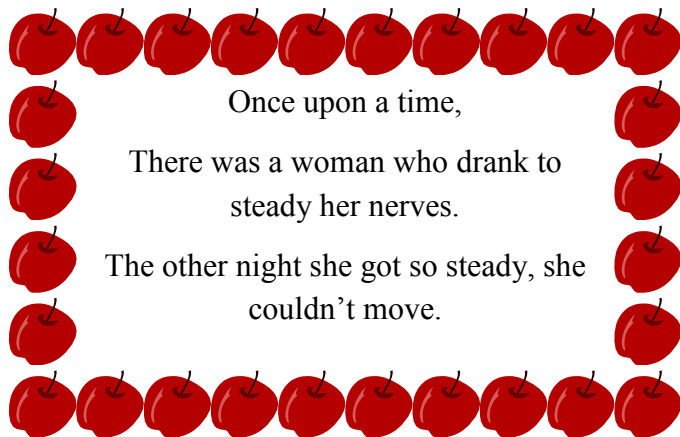 Once upon a time,
There was a woman who drank to
steady her nerves.
The other night she got so steady, she
couldn’t move.